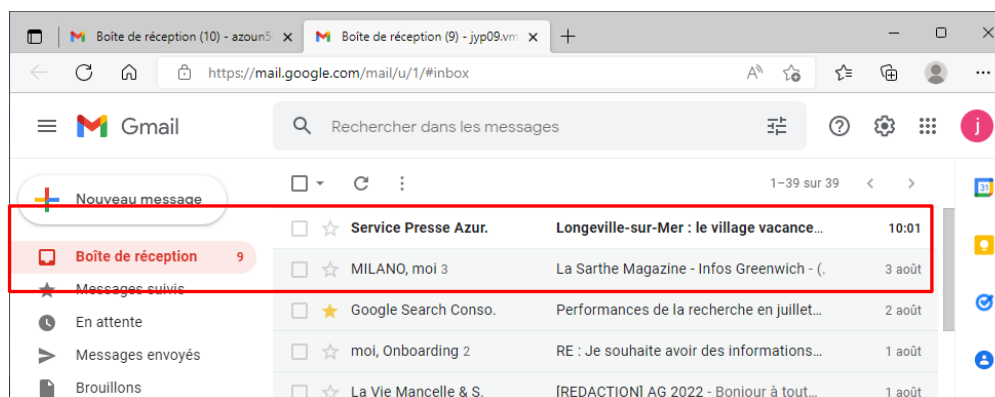 Boîte de réception (10) - azoun5
Boîte de réception (9) - jyp09.vm
https://mail.google.com/mail/u/1/#inbox
Gmail
Rechercher dans les messages
j
Nouveau message
1–39 sur 39
31
Boîte de réception 9
Service Presse Azur. Longeville-sur-Mer : le village vacance... 10:01
MILANO, moi 3 La Sarthe Magazine - Infos Greenwich - (. 3 août
Messages suivis
Google Search Conso. Performances de la recherche en juillet... 2 août
En attente
Messages envoyés
moi, Onboarding 2 RE : Je souhaite avoir des informations... 1 août
Brouillons
La Vie Mancelle & S. [REDACTION] AG 2022 - Bonjour à tout... 1 août